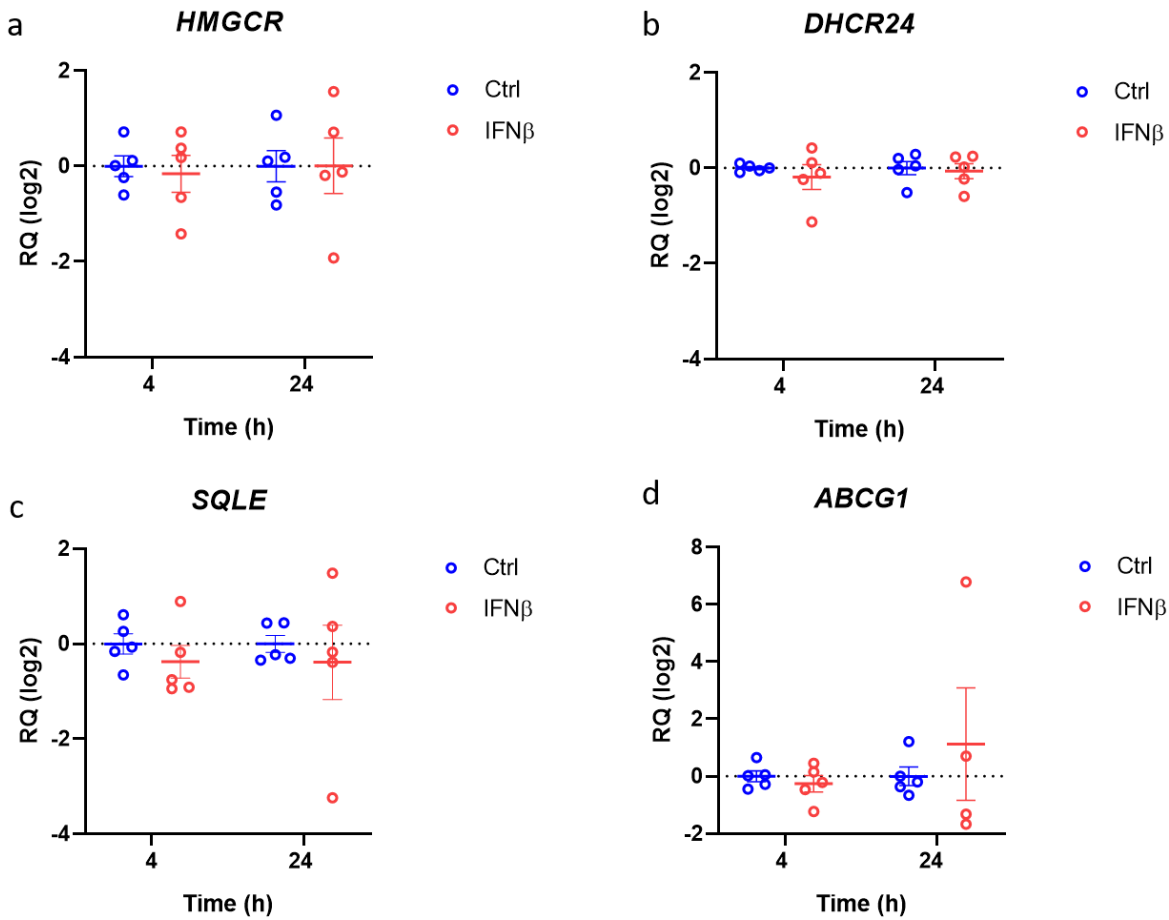 a
HMGCR
2
0
-2
-4
RQ (log2)
4
24
Time (h)
Ctrl
IFNβ
b
DHCR24
2
0
-2
-4
RQ (log2)
4
24
Time (h)
Ctrl
IFNβ
c
SQLE
2
0
-2
-4
RQ (log2)
4
24
Time (h)
Ctrl
IFNβ
d
ABCG1
8
6
4
2
0
-2
RQ (log2)
4
24
Time (h)
Ctrl
IFNβ